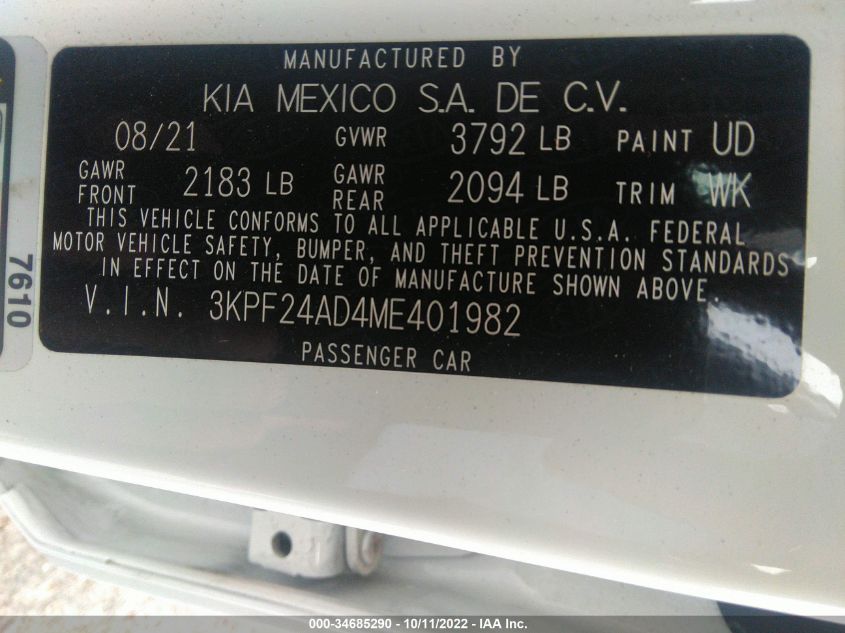 MANUFACTURED BY
KIA MEXICO S.A. DE C.V.
08/21 GVWR 3792 LB PAINT UD
GAWR FRONT 2183 LB GAWR REAR 2094 LB TRIM WK
THIS VEHICLE CONFORMS TO ALL APPLICABLE U.S.A. FEDERAL
MOTOR VEHICLE SAFETY, BUMPER, AND THEFT PREVENTION STANDARDS
IN EFFECT ON THE DATE OF MANUFACTURE SHOWN ABOVE.
V.I.N. 3KPF24AD4ME401982
PASSENGER CAR
7610
000-34685290 - 10/11/2022 - IAA Inc.